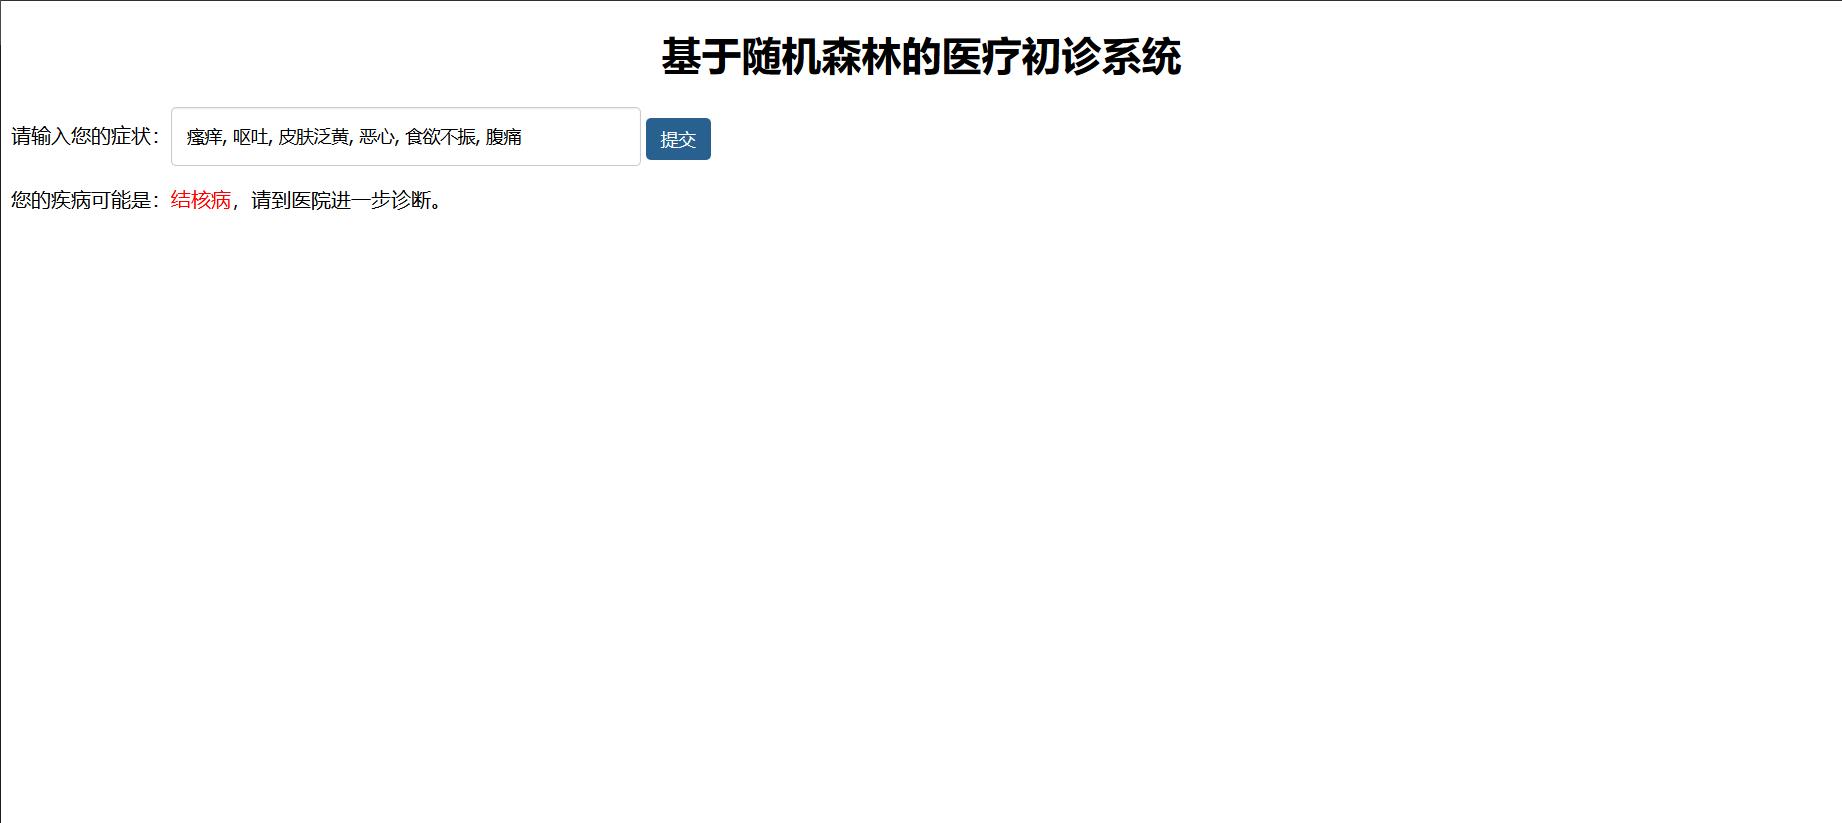 基于随机森林的医疗初诊系统
请输入您的症状： 瘙痒, 呕吐, 皮肤泛黄, 恶心, 食欲不振, 腹痛 提交
您的疾病可能是：结核病，请到医院进一步诊断。